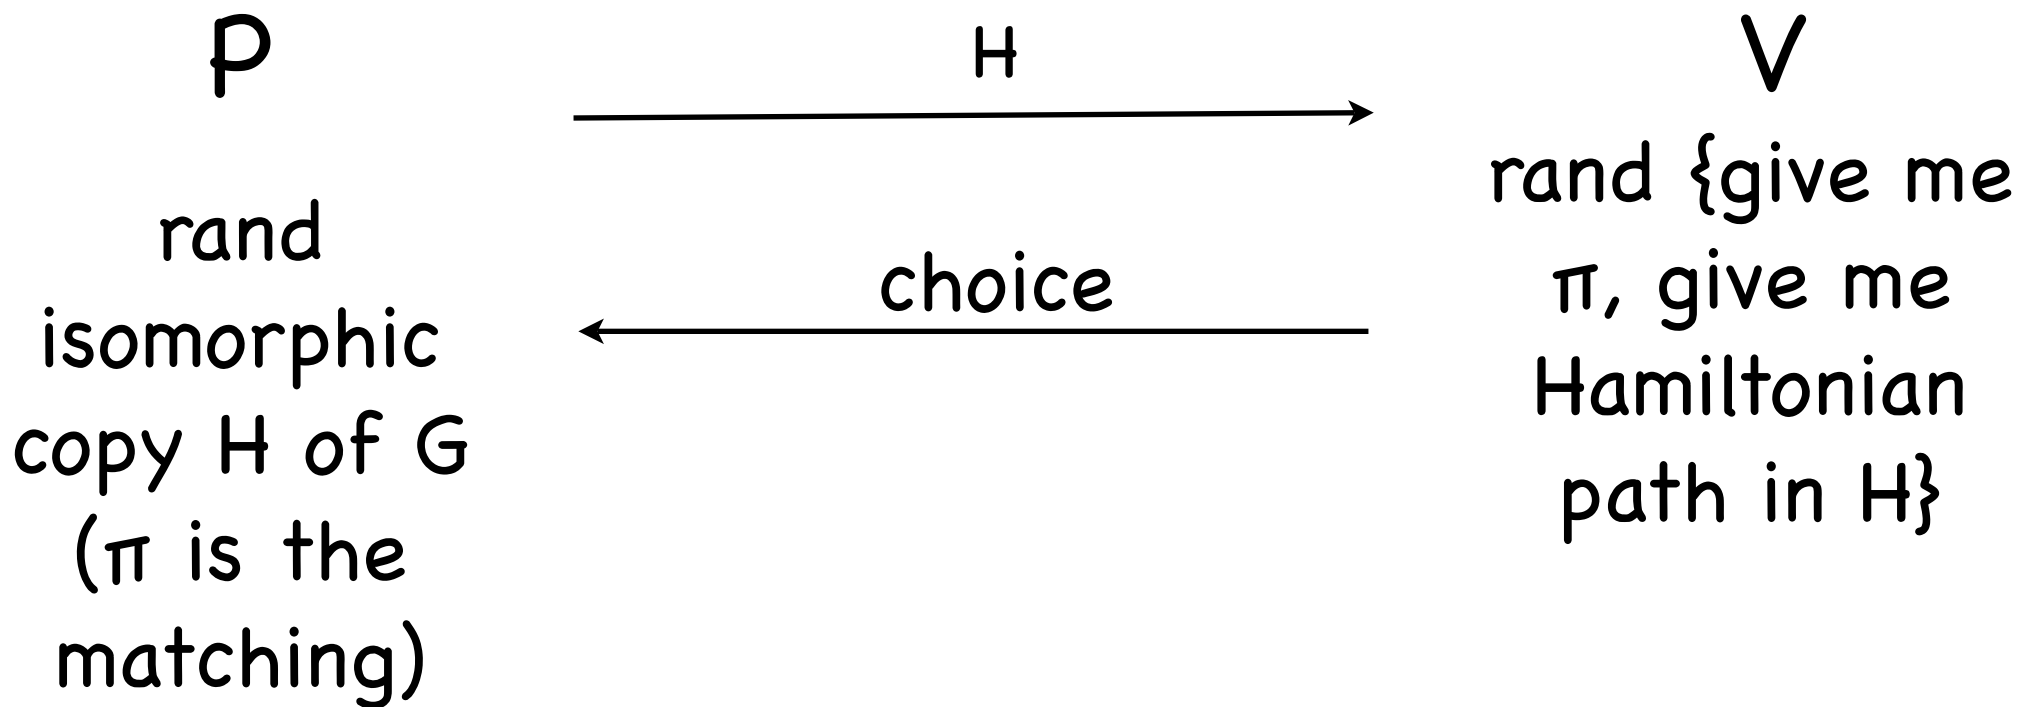 P
H
V
rand
isomorphic
copy H of G
(π is the
matching)
choice
rand {give me
π, give me
Hamiltonian
path in H}